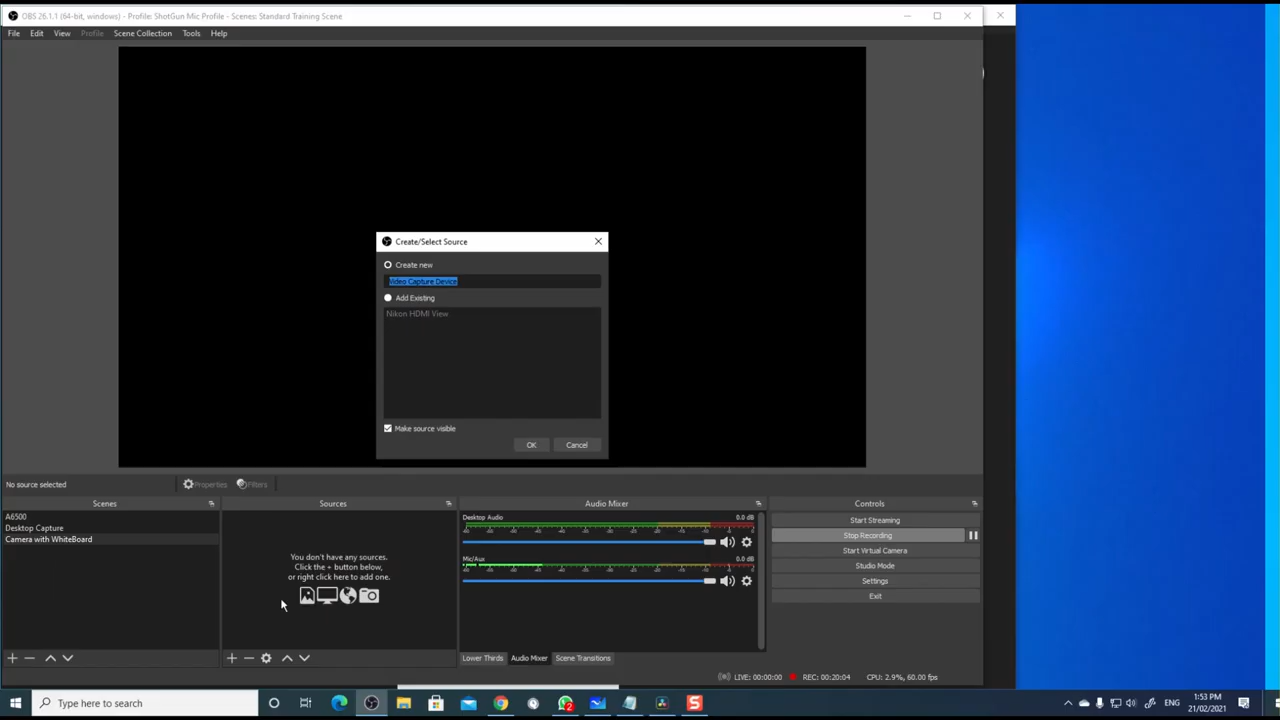 OBS 26.1.1 (64-bit, windows) - Profile: ShotGun Mic Profile - Scenes: Standard Training Scene
File Edit View Profile Scene Collection Tools Help
Create/Select Source
Create new
Video Capture Device
Add Existing
Nikon HDMI View
Make source visible
OK Cancel
No source selected
Properties Filters
Scenes
A6500
Desktop Capture
Camera with WhiteBoard
Sources
You don't have any sources.
Click the + button below,
or right click here to add one.
Audio Mixer
Desktop Audio 0.0 dB
Mic/Aux 0.0 dB
Lower Thirds Audio Mixer Scene Transitions
Controls
Start Streaming
Stop Recording
Start Virtual Camera
Studio Mode
Settings
Exit
LIVE: 00:00:00 REC: 00:20:04 CPU: 2.9%, 60.00 fps
Type here to search
2
S
ENG
1:53 PM
21/02/2021